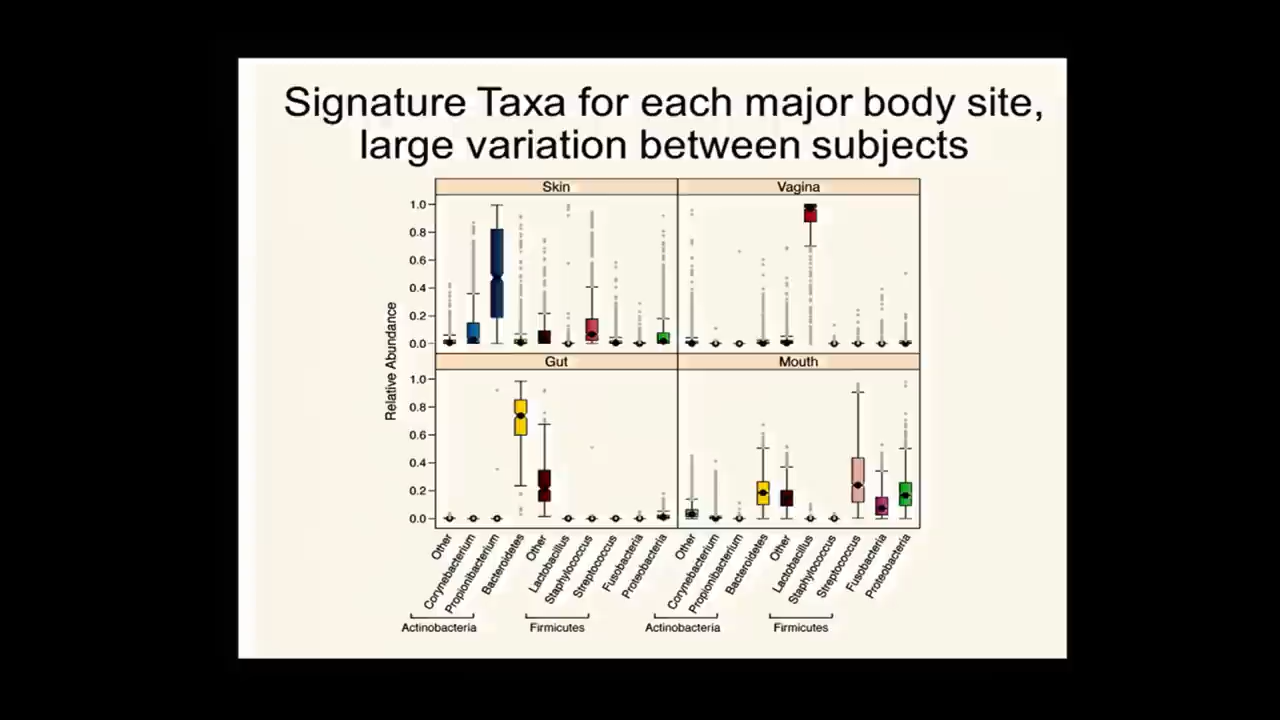 Signature Taxa for each major body site,
large variation between subjects
Skin
Vagina
1.0
0.8
0.6
0.4
0.2
0.0
Gut
Mouth
1.0
0.8
0.6
0.4
0.2
0.0
Relative Abundance
Other
Corynebacterium
Propionibacterium
Bacteroidetes
Other
Lactobacillus
Staphylococcus
Streptococcus
Fusobacteria
Proteobacteria
Other
Corynebacterium
Propionibacterium
Bacteroidetes
Other
Lactobacillus
Staphylococcus
Streptococcus
Fusobacteria
Proteobacteria
Actinobacteria
Firmicutes
Actinobacteria
Firmicutes